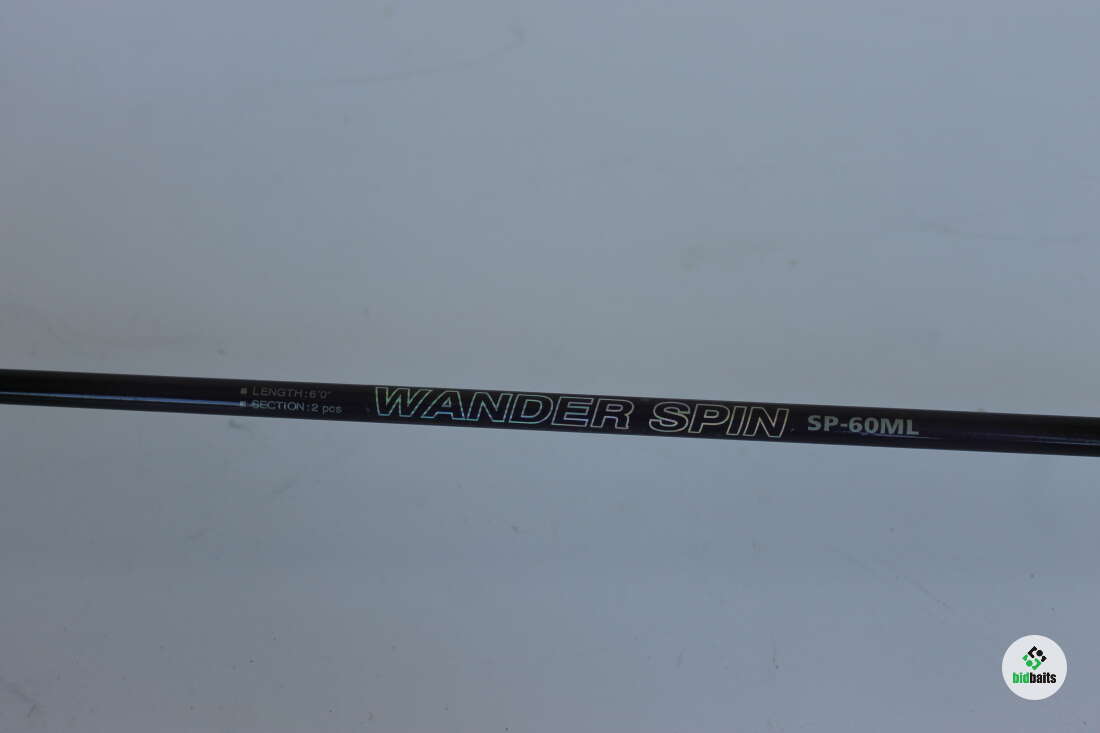 LENGTH:6'0"
SECTION:2 pcs
WANDER SPIN SP-60ML
bidbaits